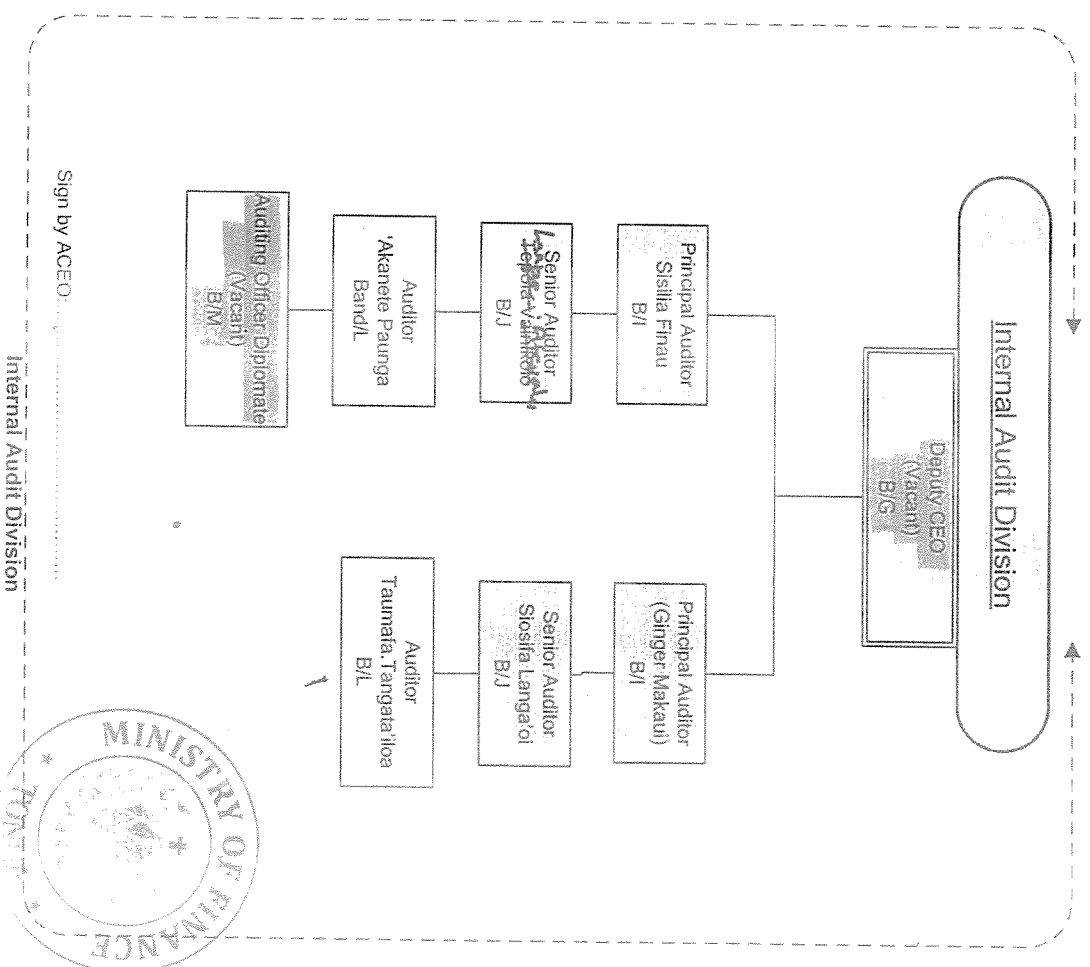 Internal Audit Division
Deputy CEO
(Vacant)
B/G
Principal Auditor
Sisilia Finau
B/I
Senior Auditor
B/J
Auditor
'Akanete Paunga
Band/L
Auditing Officer Diplomate
(Vacant)
B/M
Principal Auditor
(Ginger Makaui)
B/I
Senior Auditor
Siosifa Langa'oi
B/J
Auditor
Taumafa.Tangata'iloa
B/L
Sign by ACEO:
Internal Audit Division
MINISTRY OF FINANCE